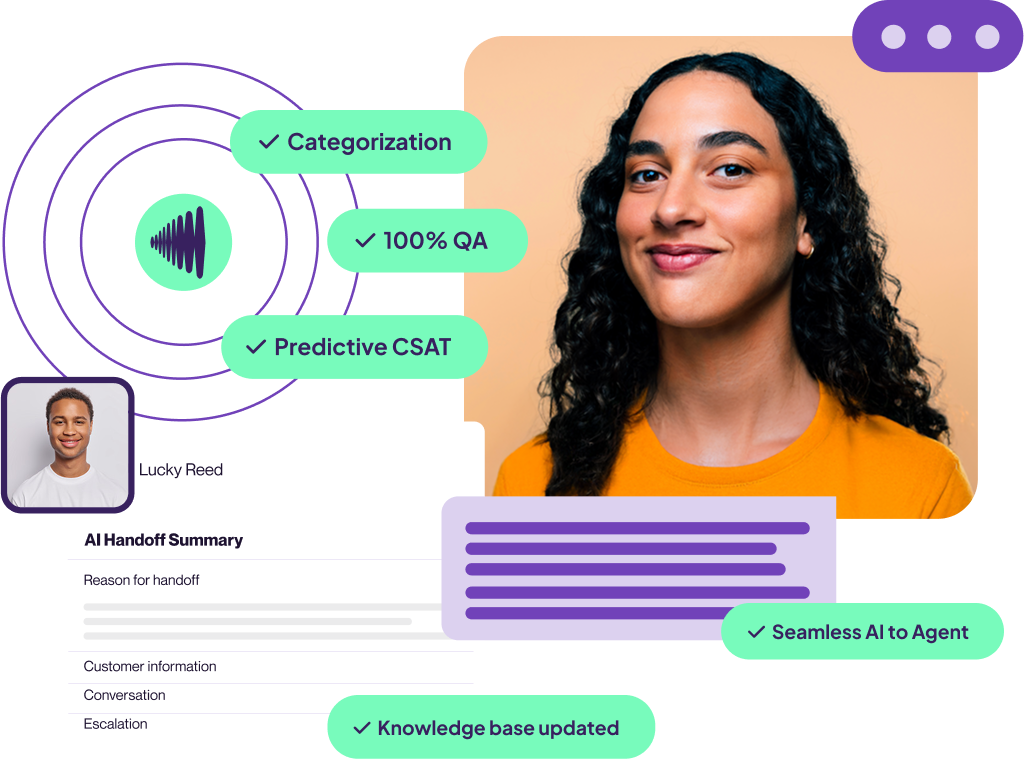 Categorization
100% QA
Predictive CSAT
Lucky Reed
AI Handoff Summary
Reason for handoff
Customer information
Conversation
Escalation
Seamless AI to Agent
Knowledge base updated